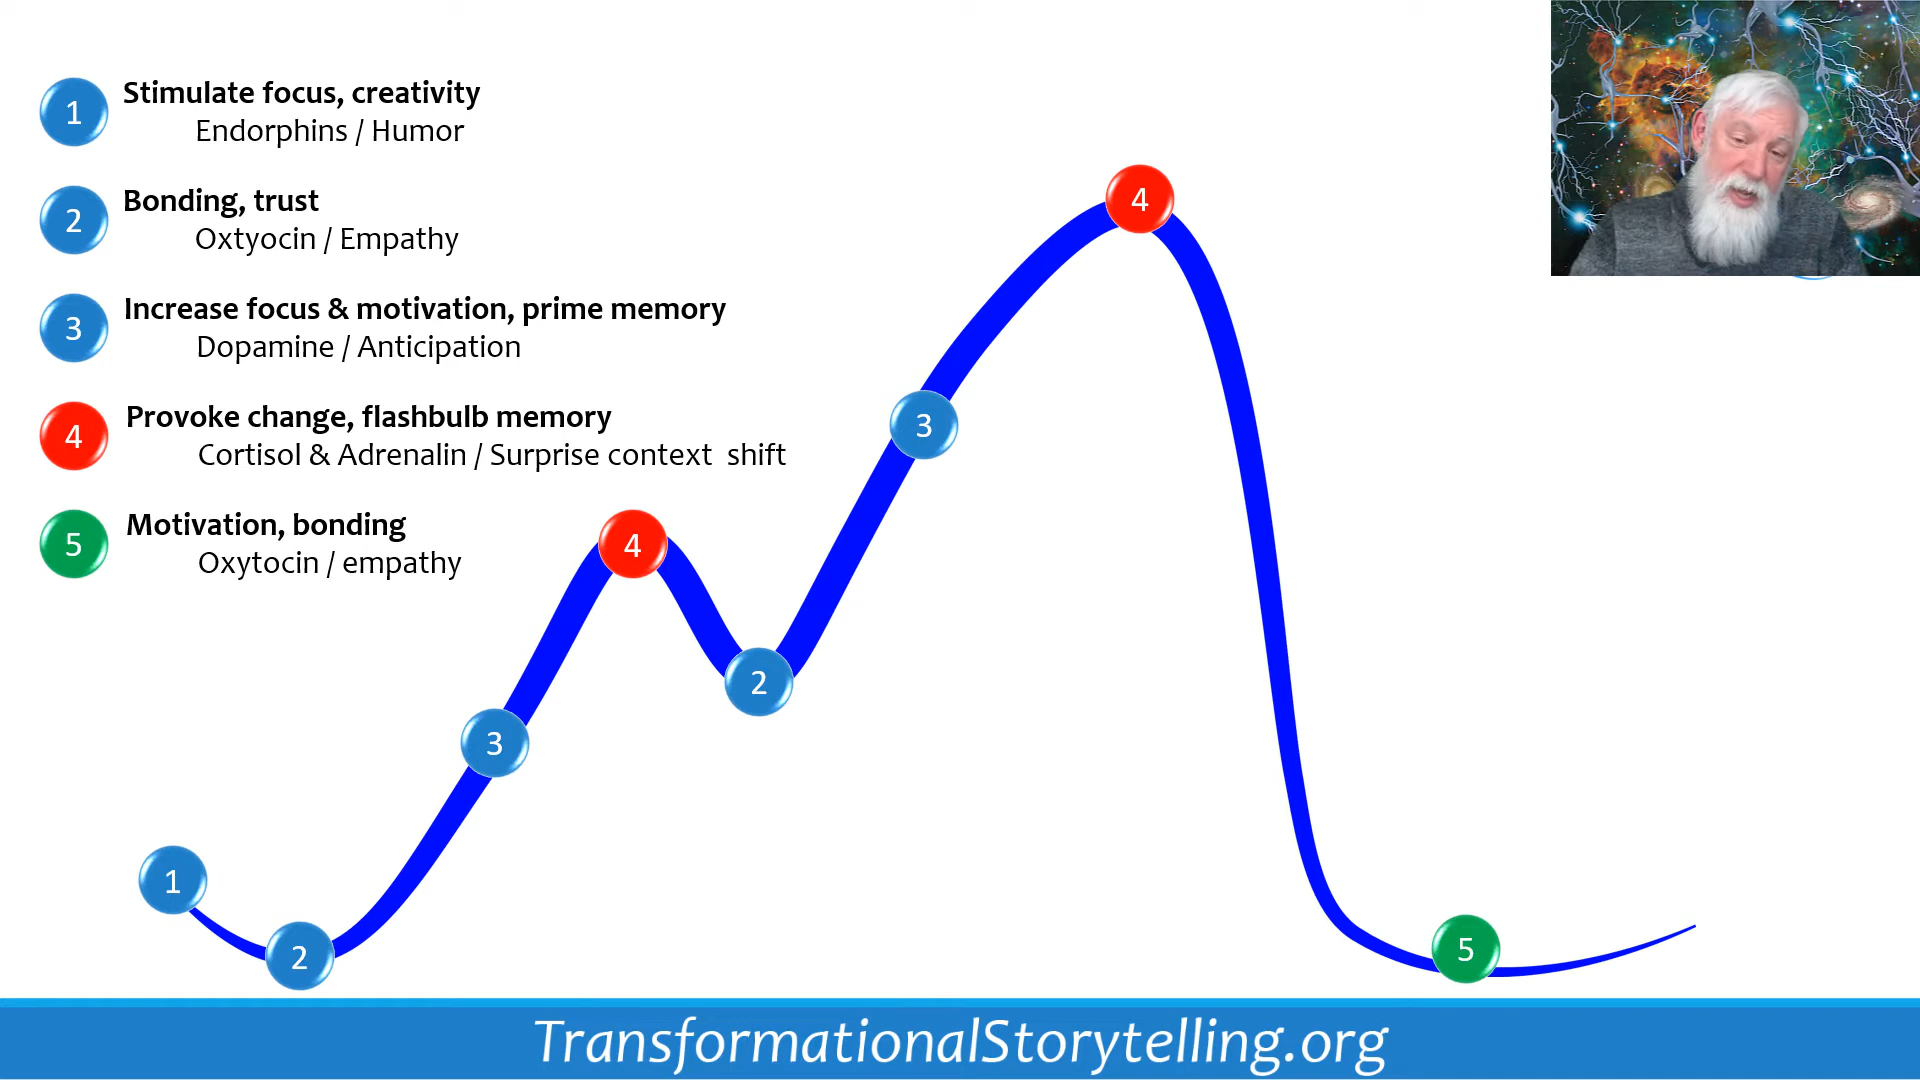 1 Stimulate focus, creativity
Endorphins / Humor
2 Bonding, trust
Oxtyocin / Empathy
3 Increase focus & motivation, prime memory
Dopamine / Anticipation
4 Provoke change, flashbulb memory
Cortisol & Adrenalin / Surprise context shift
5 Motivation, bonding
Oxytocin / empathy
4
3
4
2
3
1
2
5
TransformationalStorytelling.org